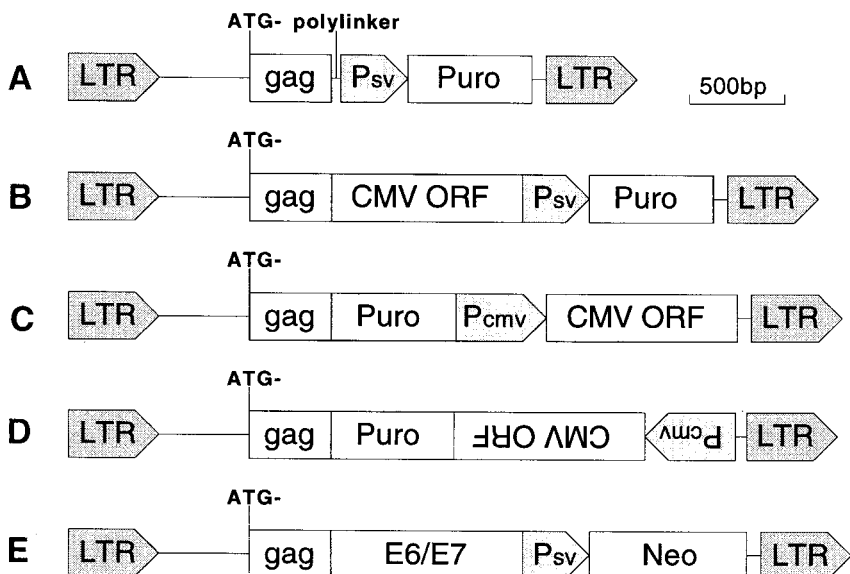 ATG- polylinker
A LTR gag Psv Puro LTR 500bp
ATG-
B LTR gag CMV ORF Psv Puro LTR
ATG-
C LTR gag Puro Pcmv CMV ORF LTR
ATG-
D LTR gag Puro CMV ORF Pcmv LTR
ATG-
E LTR gag E6/E7 Psv Neo LTR